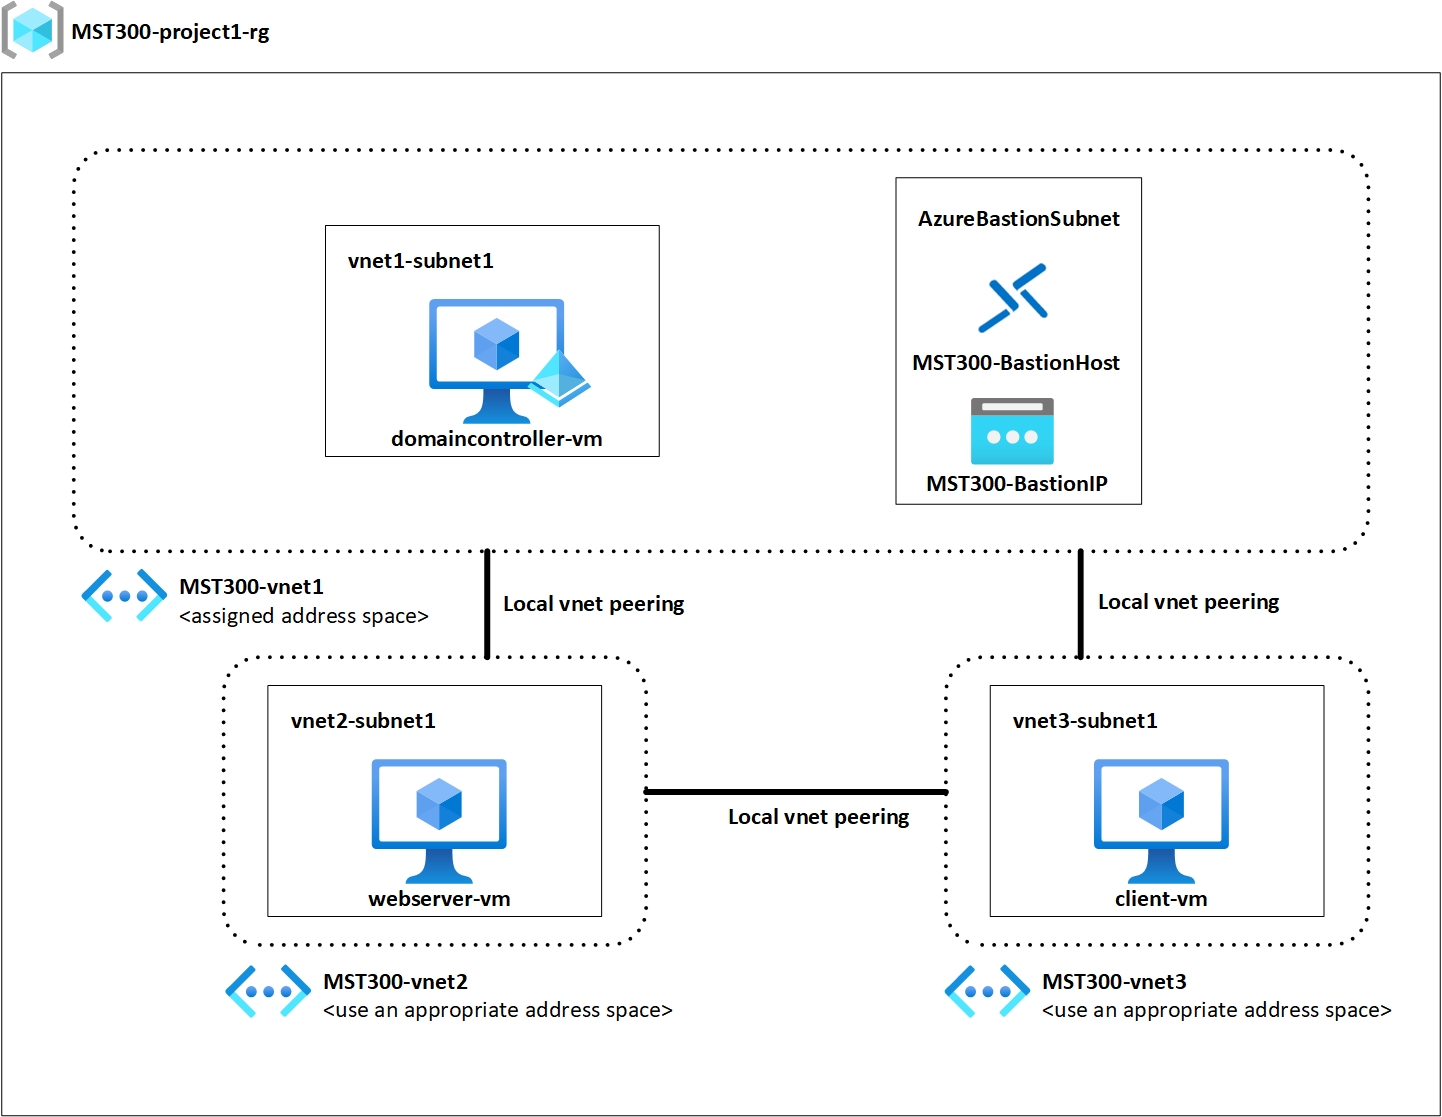 MST300-project1-rg
vnet1-subnet1
domaincontroller-vm
AzureBastionSubnet
MST300-BastionHost
MST300-BastionIP
MST300-vnet1
<assigned address space>
Local vnet peering
Local vnet peering
vnet2-subnet1
webserver-vm
Local vnet peering
vnet3-subnet1
client-vm
MST300-vnet2
<use an appropriate address space>
MST300-vnet3
<use an appropriate address space>